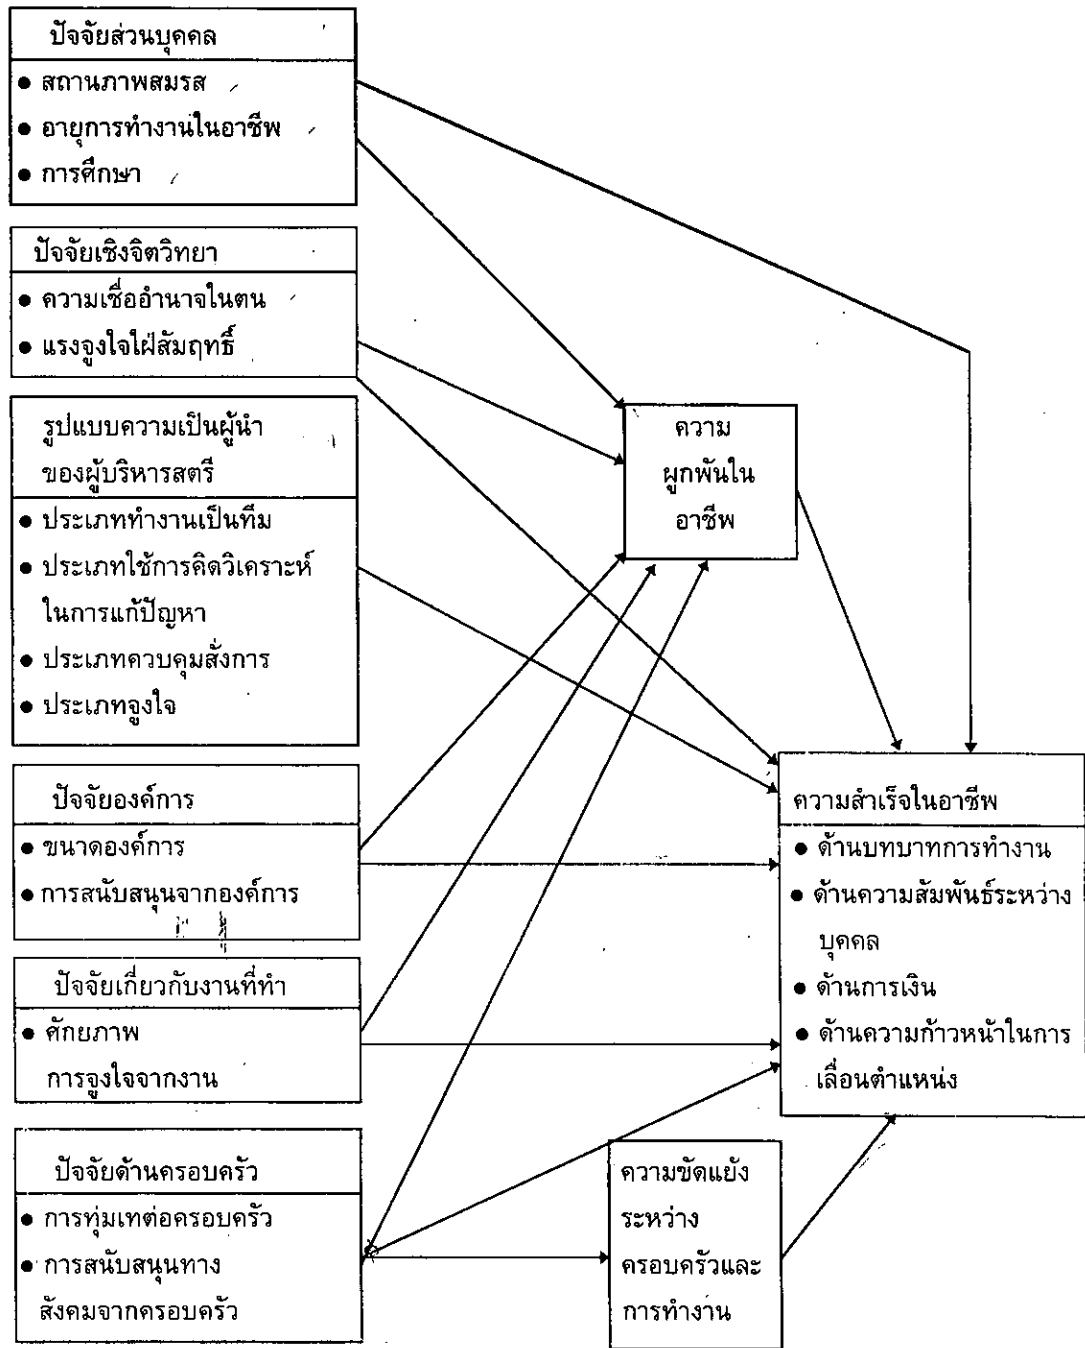 ปัจจัยส่วนบุคคล
● สถานภาพสมรส
● อายุการทำงานในอาชีพ
● การศึกษา
ปัจจัยเชิงจิตวิทยา
● ความเชื่ออำนาจในตน
● แรงจูงใจใฝ่สัมฤทธิ์
รูปแบบความเป็นผู้นำ
ของผู้บริหารสตรี
● ประเภททำงานเป็นทีม
● ประเภทใช้การคิดวิเคราะห์
ในการแก้ปัญหา
● ประเภทควบคุมสั่งการ
● ประเภทจูงใจ
ปัจจัยองค์การ
● ขนาดองค์การ
● การสนับสนุนจากองค์การ
ปัจจัยเกี่ยวกับงานที่ทำ
● ศักยภาพ
การจูงใจจากงาน
ปัจจัยด้านครอบครัว
● การทุ่มเทต่อครอบครัว
● การสนับสนุนทาง
สังคมจากครอบครัว
ความ
ผูกพันใน
อาชีพ
ความขัดแย้ง
ระหว่าง
ครอบครัวและ
การทำงาน
ความสำเร็จในอาชีพ
● ด้านบทบาทการทำงาน
● ด้านความสัมพันธ์ระหว่าง
บุคคล
● ด้านการเงิน
● ด้านความก้าวหน้าในการ
เลื่อนตำแหน่ง